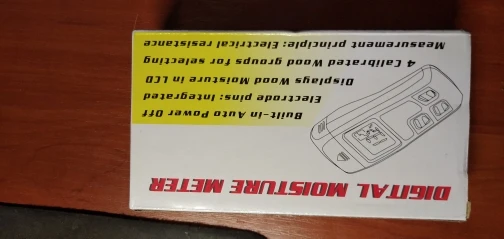 DIGITAL MOISTURE METER
Built-in Auto Power Off
Electrode pins: Integrated
Displays Wood Moisture in LCD
4 Calibrated Wood groups for selecting
Measurement principle: Electrical resistance